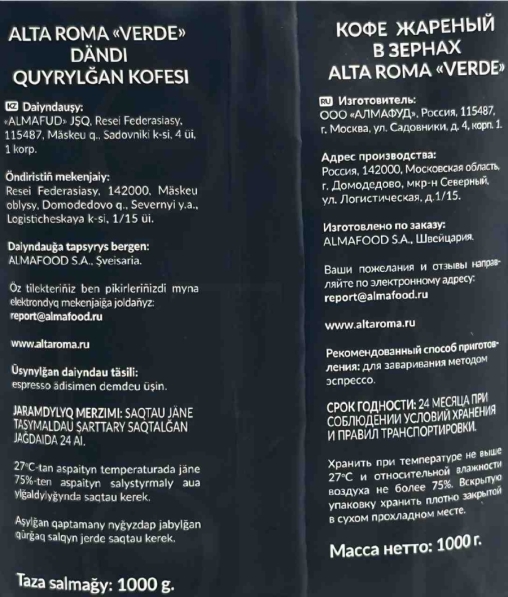 ALTA ROMA «VERDE»
DÄNDI
QUYRYLĞAN KOFESI
KZ Daiyndaușy:
«ALMAFUD» JŞQ, Resei Federasiasy,
115487, Mäskeu q., Sadovniki k-si, 4 üi,
1 korp.
Öndiristiñ mekenjaiy:
Resei Federasiasy, 142000, Mäskeu
oblysy, Domodedovo q., Severnyi y.a.,
Logisticheskaya k-si, 1/15 üi.
Daiyndauğa tapsyrys bergen:
ALMAFOOD S.A., Şveisaria.
Öz tilekteriñiz ben pikirleriñizdi myna
elektrondyq mekenjaiğa joldañyz:
report@almafood.ru
www.altaroma.ru
Ūsynylğan daiyndau täsili:
espresso ädisimen demdeu üşin.
JARAMDYLYQ MERZIMI: SAQTAU JÄNE
TASYMALDAU ŞARTTARY SAQTALĞAN
JAĞDAIDA 24 AI.
27°C-tan aspaityn temperaturada jäne
75%-ten aspaityn salystyrmaly aua
ylğaldylyğynda saqtau kerek.
Aşylğan qaptamany nyğyzdap jabylğan
qūrğaq salqyn jerde saqtau kerek.
Taza salmağy: 1000 g.
КОФЕ ЖАРЕНЫЙ
В ЗЕРНАХ
ALTA ROMA «VERDE»
RU Изготовитель:
ООО «АЛМАФУД», Россия, 115487,
г. Москва, ул. Садовники, д. 4, корп. 1.
Адрес производства:
Россия, 142000, Московская область,
г. Домодедово, мкр-н Северный,
ул. Логистическая, д.1/15.
Изготовлено по заказу:
ALMAFOOD S.A., Швейцария.
Ваши пожелания и отзывы направ-
ляйте по электронному адресу:
report@almafood.ru
www.altaroma.ru
Рекомендованный способ приготов-
ления: для заваривания методом
эспрессо.
СРОК ГОДНОСТИ: 24 МЕСЯЦА ПРИ
СОБЛЮДЕНИИ УСЛОВИЙ ХРАНЕНИЯ
И ПРАВИЛ ТРАНСПОРТИРОВКИ.
Хранить при температуре не выше
27°С и относительной влажности
воздуха не более 75%. Вскрытую
упаковку хранить плотно закрытой
в сухом прохладном месте.
Масса нетто: 1000 г.